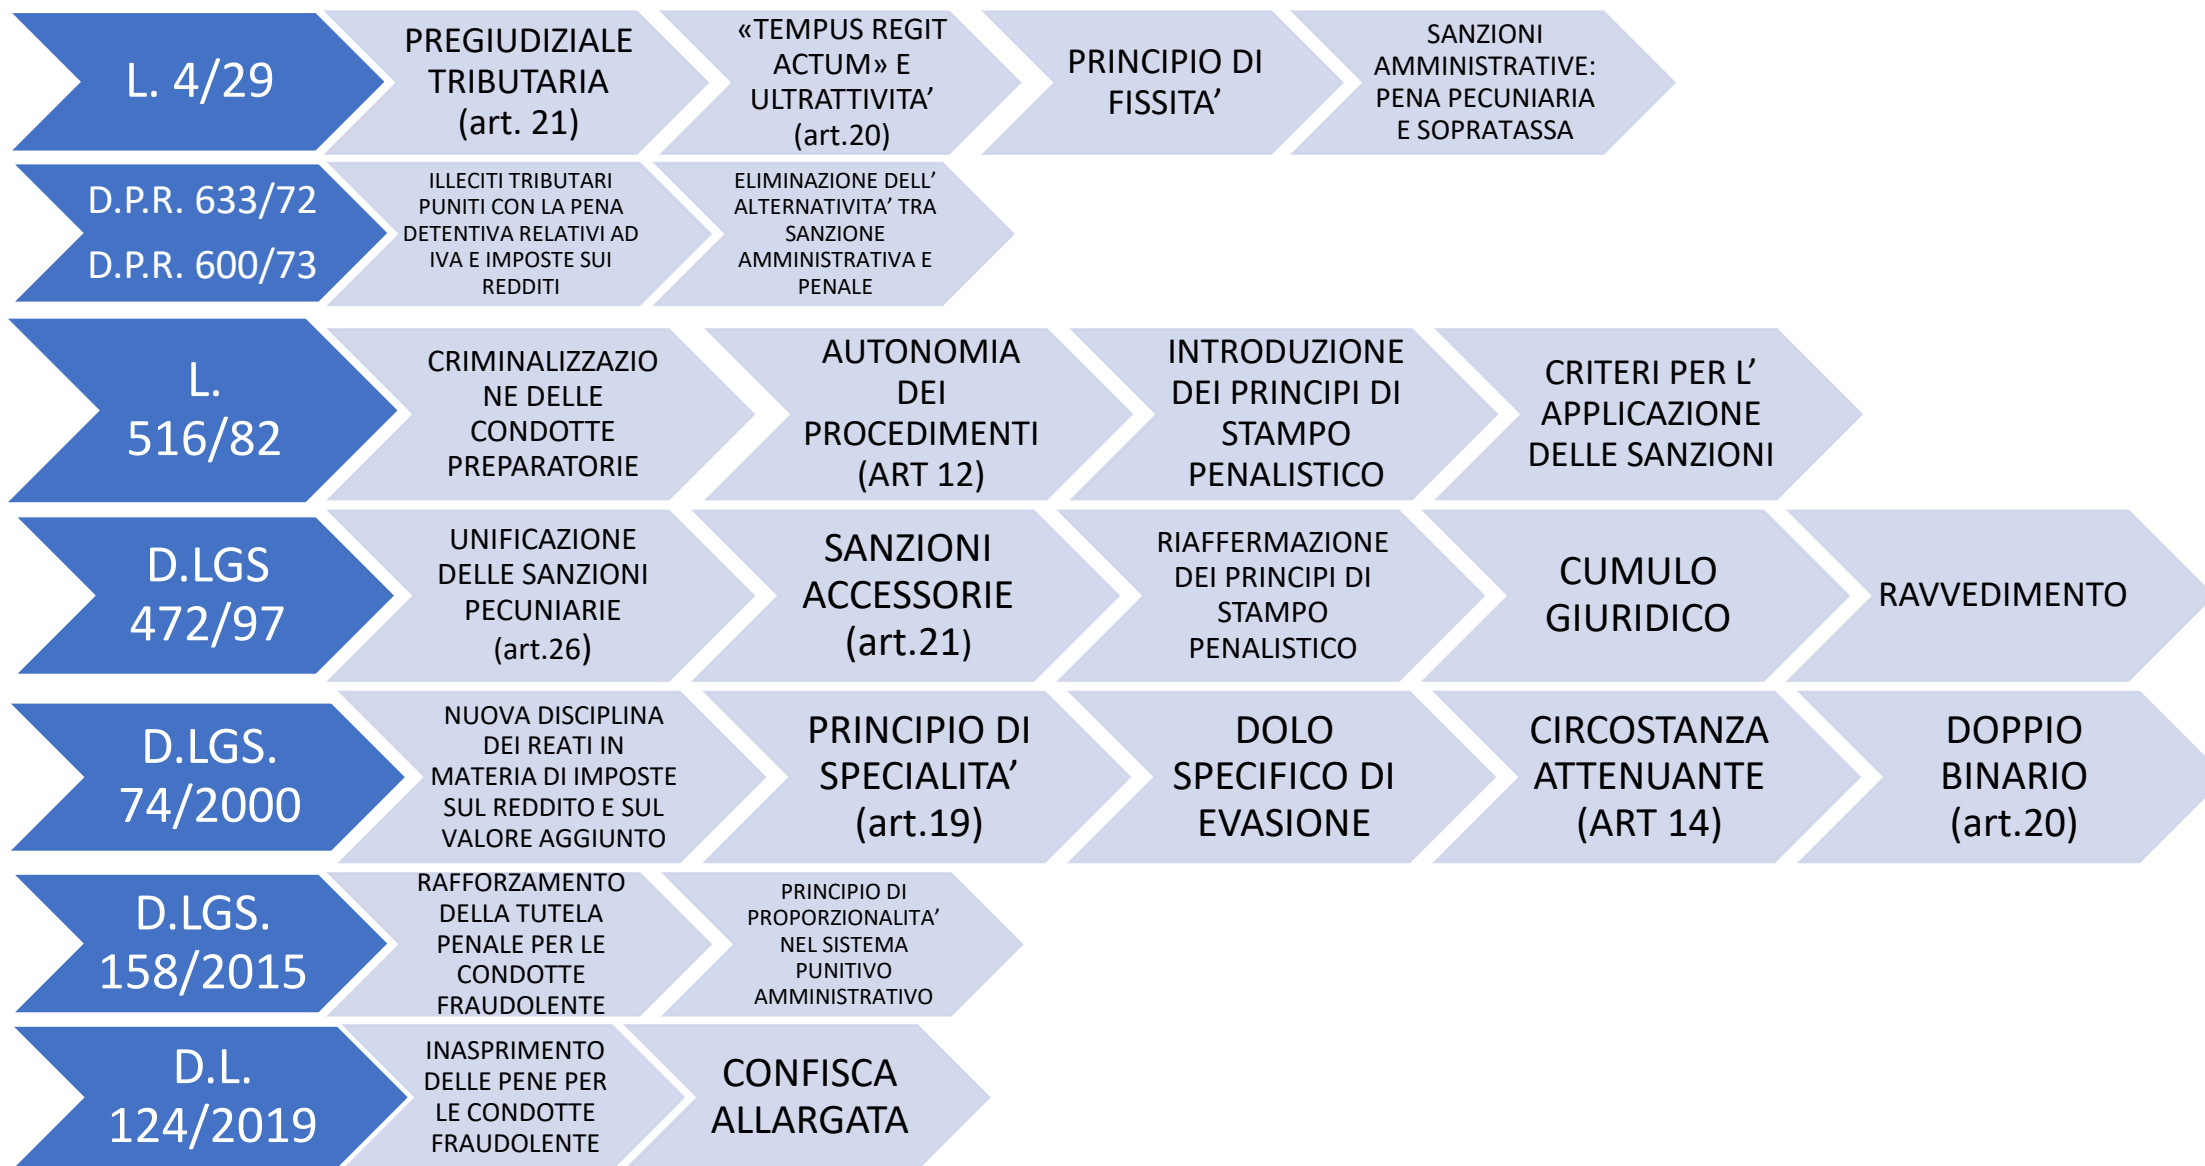 L. 4/29
PREGIUDIZIALE
TRIBUTARIA
(art. 21)
«TEMPUS REGIT
ACTUM» E
ULTRATTIVITA’
(art.20)
PRINCIPIO DI
FISSITA’
SANZIONI
AMMINISTRATIVE:
PENA PECUNIARIA
E SOPRATASSA
D.P.R. 633/72
D.P.R. 600/73
ILLECITI TRIBUTARI
PUNITI CON LA PENA
DETENTIVA RELATIVI AD
IVA E IMPOSTE SUI
REDDITI
ELIMINAZIONE DELL’
ALTERNATIVITA’ TRA
SANZIONE
AMMINISTRATIVA E
PENALE
L.
516/82
CRIMINALIZZAZIO
NE DELLE
CONDOTTE
PREPARATORIE
AUTONOMIA
DEI
PROCEDIMENTI
(ART 12)
INTRODUZIONE
DEI PRINCIPI DI
STAMPO
PENALISTICO
CRITERI PER L’
APPLICAZIONE
DELLE SANZIONI
D.LGS
472/97
UNIFICAZIONE
DELLE SANZIONI
PECUNIARIE
(art.26)
SANZIONI
ACCESSORIE
(art.21)
RIAFFERMAZIONE
DEI PRINCIPI DI
STAMPO
PENALISTICO
CUMULO
GIURIDICO
RAVVEDIMENTO
D.LGS.
74/2000
NUOVA DISCIPLINA
DEI REATI IN
MATERIA DI IMPOSTE
SUL REDDITO E SUL
VALORE AGGIUNTO
PRINCIPIO DI
SPECIALITA’
(art.19)
DOLO
SPECIFICO DI
EVASIONE
CIRCOSTANZA
ATTENUANTE
(ART 14)
DOPPIO
BINARIO
(art.20)
D.LGS.
158/2015
RAFFORZAMENTO
DELLA TUTELA
PENALE PER LE
CONDOTTE
FRAUDOLENTE
PRINCIPIO DI
PROPORZIONALITA’
NEL SISTEMA
PUNITIVO
AMMINISTRATIVO
D.L.
124/2019
INASPRIMENTO
DELLE PENE PER
LE CONDOTTE
FRAUDOLENTE
CONFISCA
ALLARGATA